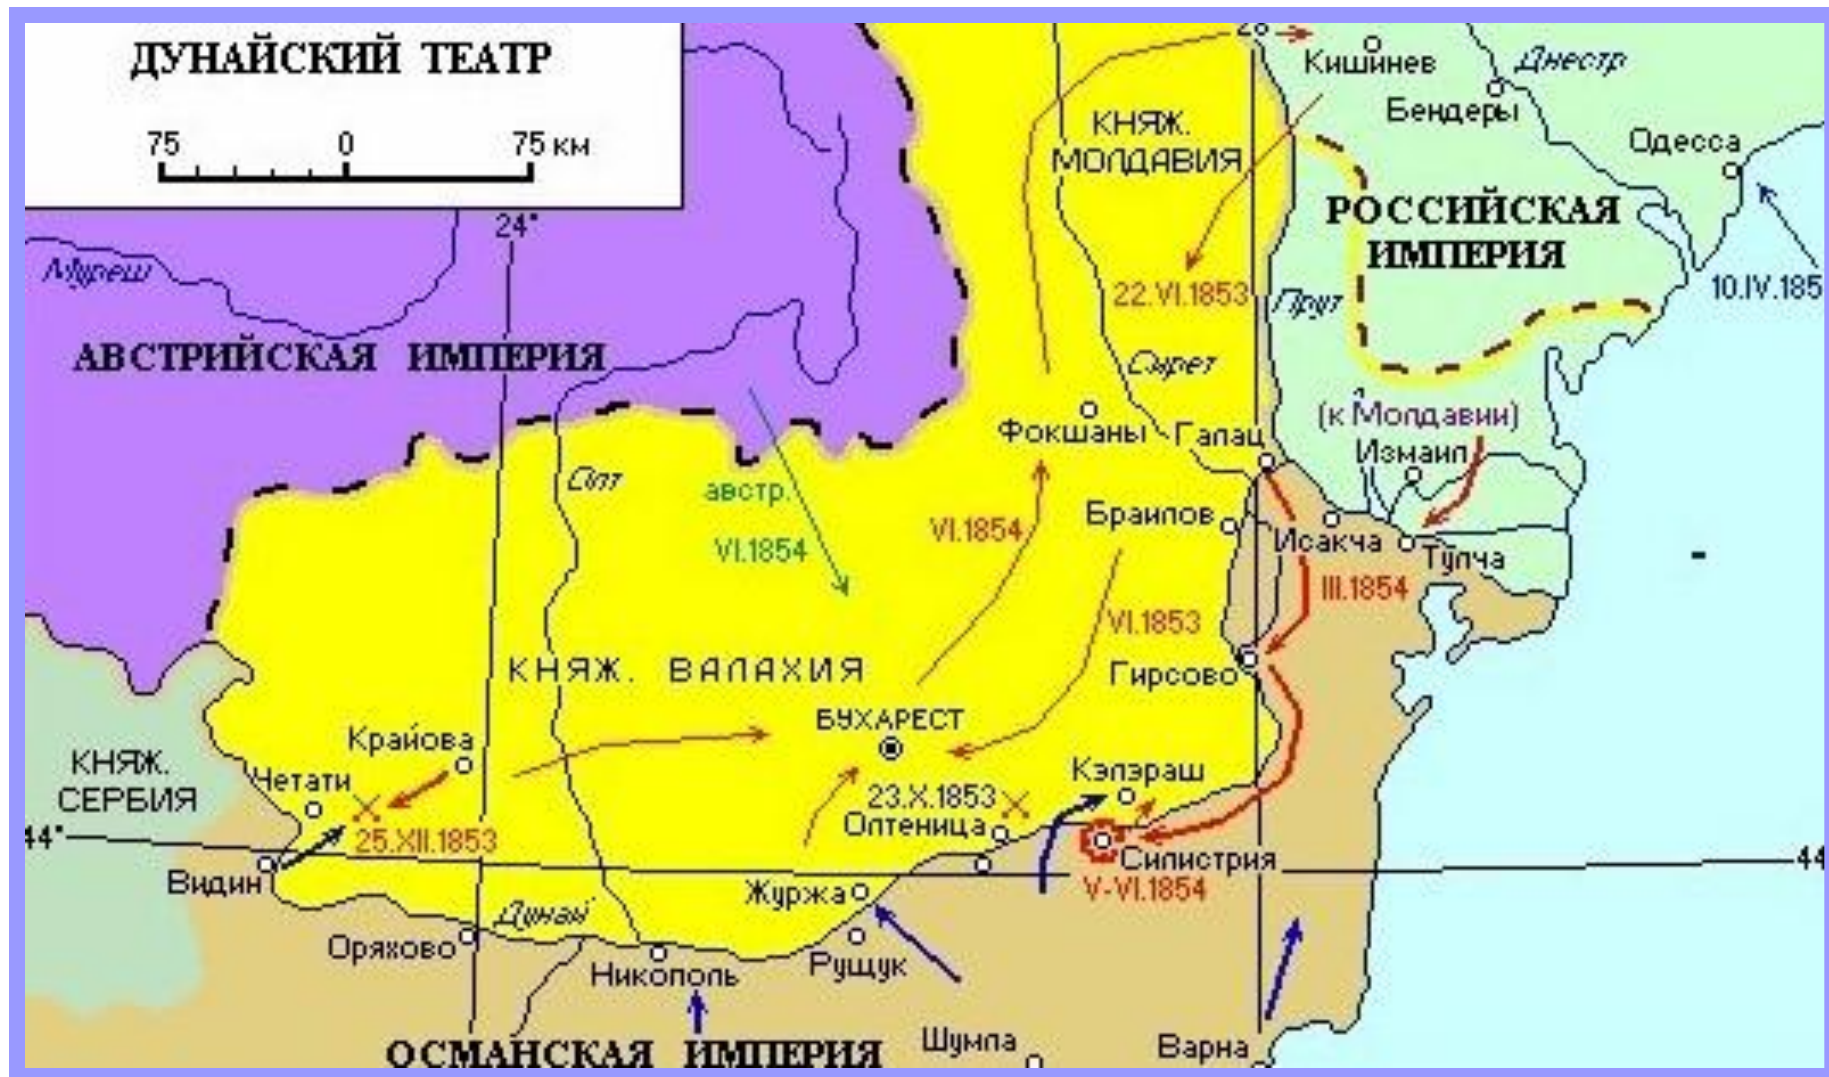 ДУНАЙСКИЙ ТЕАТР
75 0 75 км
Кишинев
Днестр
Бендеры
КНЯЖ.
МОЛДАВИЯ
Одесса
РОССИЙСКАЯ
ИМПЕРИЯ
24°
Муреш
22.VI.1853
Прут
10.IV.185
АВСТРИЙСКАЯ ИМПЕРИЯ
Сирет
(к Молдавии)
Фокшаны
Галац
Измаил
Олт
австр.
VI.1854
VI.1854
Браилов
Исакча
Тулча
III.1854
VI.1853
КНЯЖ. ВАЛАХИЯ
Гирсово
БУХАРЕСТ
Крайова
КНЯЖ.
СЕРБИЯ
Четати
Кэлэраш
23.X.1853
Олтеница
44°
25.XII.1853
Силистрия
44
Видин
Журжа
V-VI.1854
Дунай
Оряхово
Никополь
Рущук
ОСМАНСКАЯ ИМПЕРИЯ
Шумла
Варна